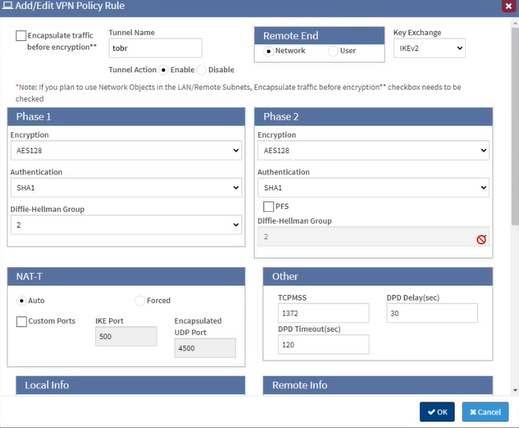 Add/Edit VPN Policy Rule
Encapsulate traffic
before encryption**
Tunnel Name
tobr
Tunnel Action Enable Disable
Remote End
Network User
Key Exchange
IKEv2
*Note: If you plan to use Network Objects in the LAN/Remote Subnets, Encapsulate traffic before encryption** checkbox needs to be
checked
Phase 1
Encryption
AES128
Authentication
SHA1
Diffie-Hellman Group
2
Phase 2
Encryption
AES128
Authentication
SHA1
PFS
Diffie-Hellman Group
2
NAT-T
Auto Forced
Custom Ports
IKE Port
500
Encapsulated
UDP Port
4500
Other
TCPMSS
1372
DPD Delay(sec)
30
DPD Timeout(sec)
120
Local Info
Remote Info
OK
Cancel